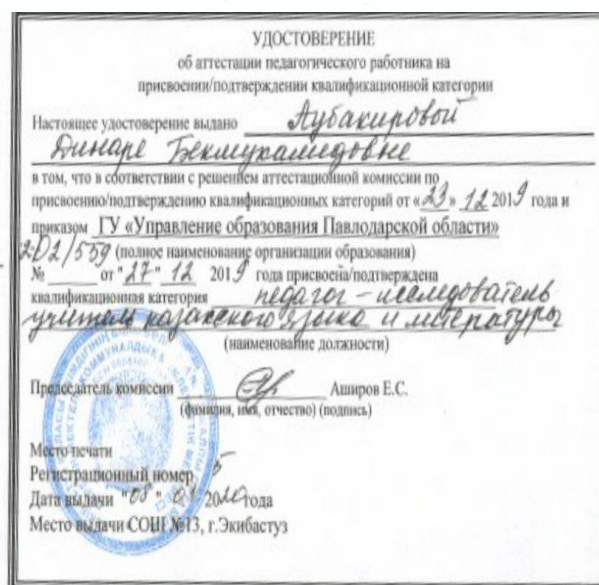 УДОСТОВЕРЕНИЕ
об аттестации педагогического работника на
присвоении/подтверждении квалификационной категории
Настоящее удостоверение выдано Аубакировой
Динаре Бекмухамедовне
в том, что в соответствии с решением аттестационной комиссии по
присвоению/подтверждению квалификационных категорий от «23» 12 2019 года и
приказом ГУ «Управление образования Павлодарской области»
2-02/559 (полное наименование организации образования)
№ от "27" 12 2019 года присвоена/подтверждена
квалификационная категория педагог - исследователь
учителя казахского языка и литературы
(наименование должности)
Председатель комиссии Аширов Е.С.
(фамилия, имя, отчество) (подпись)
Место печати
Регистрационный номер 5
Дата выдачи "08" 01 2020 года
Место выдачи СОШ №13, г.Экибастуз